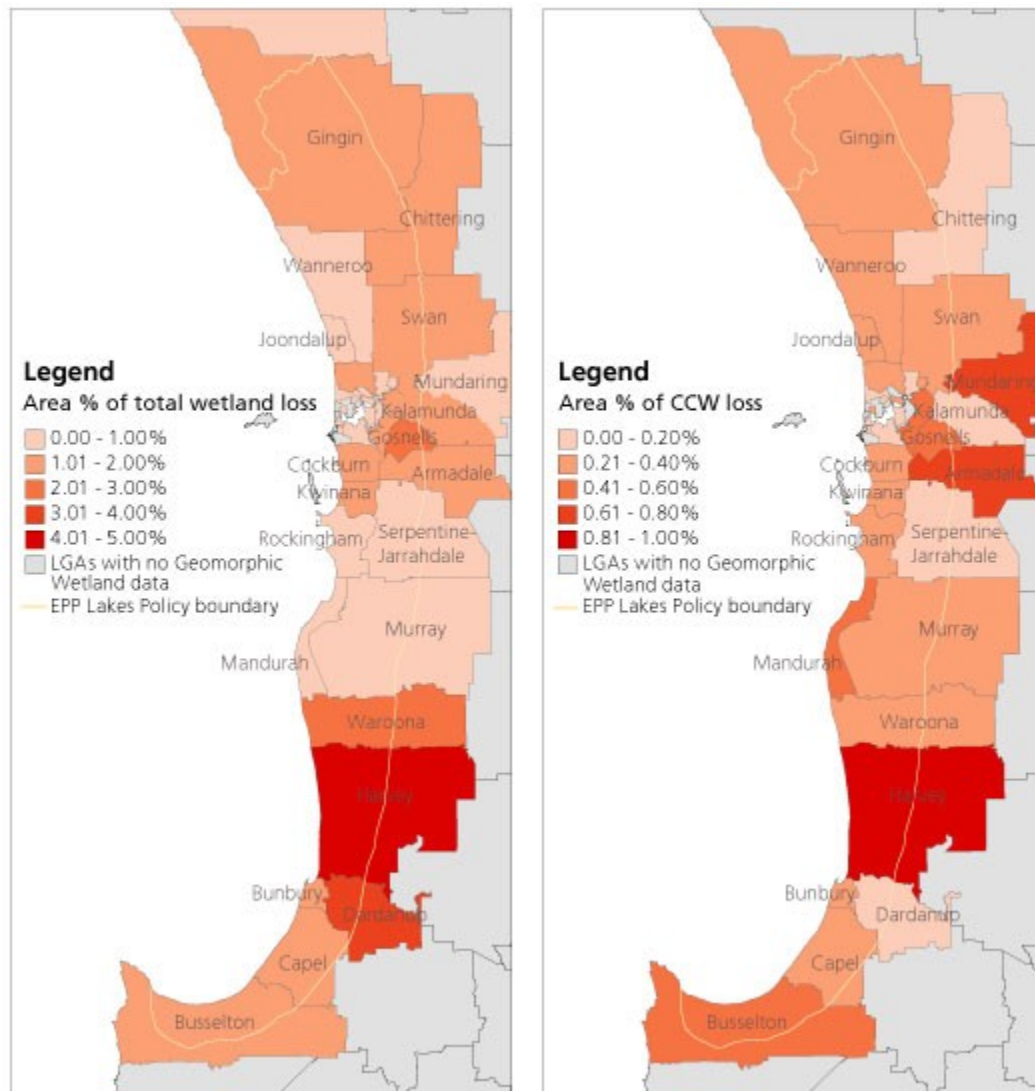 Gingin
Chittering
Wanneroo
Swan
Joondalup
Legend
Area % of total wetland loss
0.00 - 1.00%
1.01 - 2.00%
2.01 - 3.00%
3.01 - 4.00%
4.01 - 5.00%
LGAs with no Geomorphic
Wetland data
EPP Lakes Policy boundary
Mundaring
Kalamunda
Gosnells
Cockburn
Armadale
Kwinana
Rockingham
Serpentine-
Jarrahdale
Murray
Mandurah
Waroona
Harvey
Bunbury
Dardanup
Capel
Busselton
Gingin
Chittering
Wanneroo
Swan
Joondalup
Legend
Area % of CCW loss
0.00 - 0.20%
0.21 - 0.40%
0.41 - 0.60%
0.61 - 0.80%
0.81 - 1.00%
LGAs with no Geomorphic
Wetland data
EPP Lakes Policy boundary
Mundaring
Kalamunda
Gosnells
Cockburn
Armadale
Kwinana
Rockingham
Serpentine-
Jarrahdale
Murray
Mandurah
Waroona
Harvey
Bunbury
Dardanup
Capel
Busselton